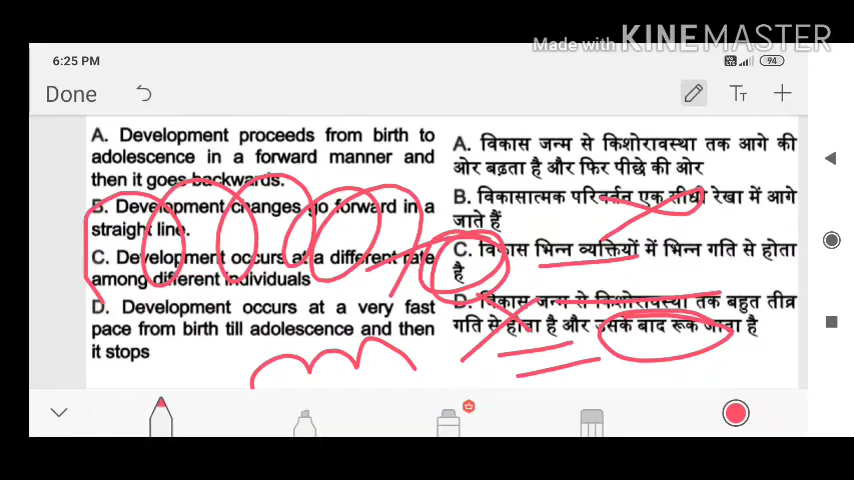 Made with KINEMASTER
6:25 PM
94
Done
A. Development proceeds from birth to
adolescence in a forward manner and
then it goes backwards.
B. Development changes go forward in a
straight line.
C. Development occurs at a different rate
among different individuals
D. Development occurs at a very fast
pace from birth till adolescence and then
it stops
A. विकास जन्म से किशोरावस्था तक आगे की
ओर बढ़ता है और फिर पीछे की ओर
B. विकासात्मक परिवर्तन एक सीधी रेखा में आगे
जाते हैं
C. विकास भिन्न व्यक्तियों में भिन्न गति से होता
है
D. विकास जन्म से किशोरावस्था तक बहुत तीव्र
गति से होता है और उसके बाद रूक जाता है